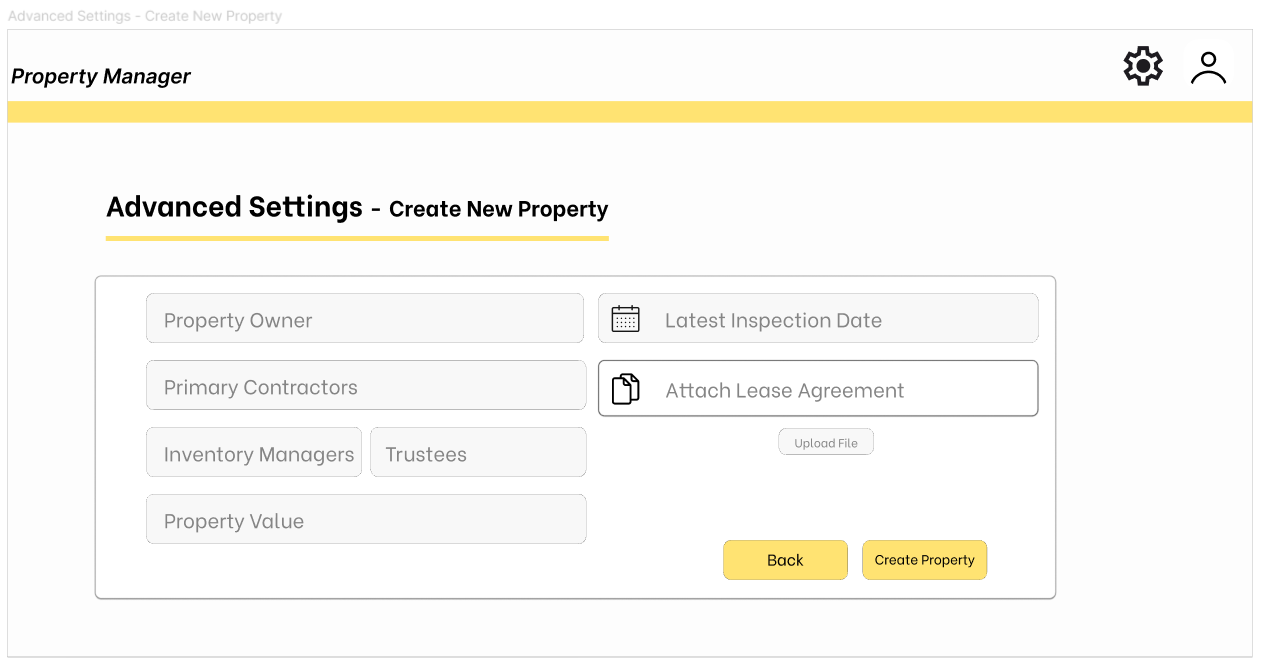 Advanced Settings - Create New Property
Property Manager
Advanced Settings - Create New Property
Property Owner
Latest Inspection Date
Primary Contractors
Attach Lease Agreement
Inventory Managers
Trustees
Upload File
Property Value
Back
Create Property